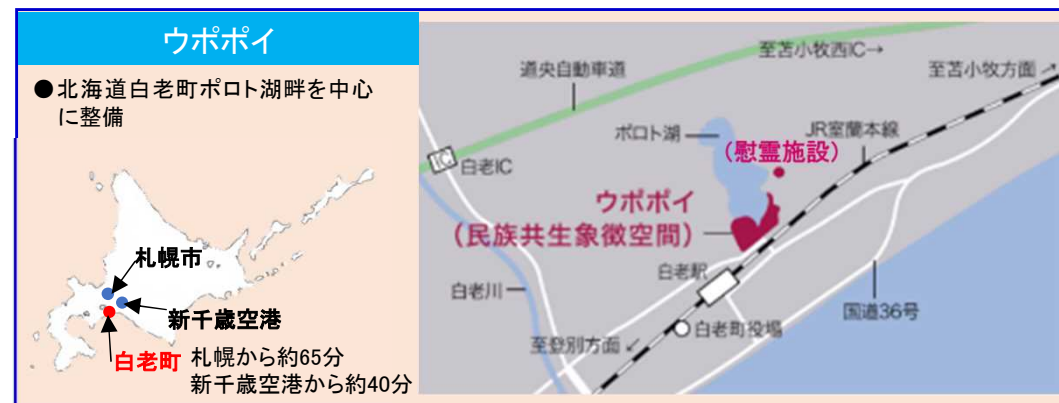 ウポポイ
●北海道白老町ポロト湖畔を中心
に整備
札幌市
新千歳空港
白老町
札幌から約65分
新千歳空港から約40分
至苫小牧西IC→
道央自動車道
至苫小牧方面↗
ポロト湖
JR室蘭本線
（慰霊施設）
IC
白老IC
ウポポイ
（民族共生象徴空間）
白老駅
白老川
国道36号
白老町役場
至登別方面↙